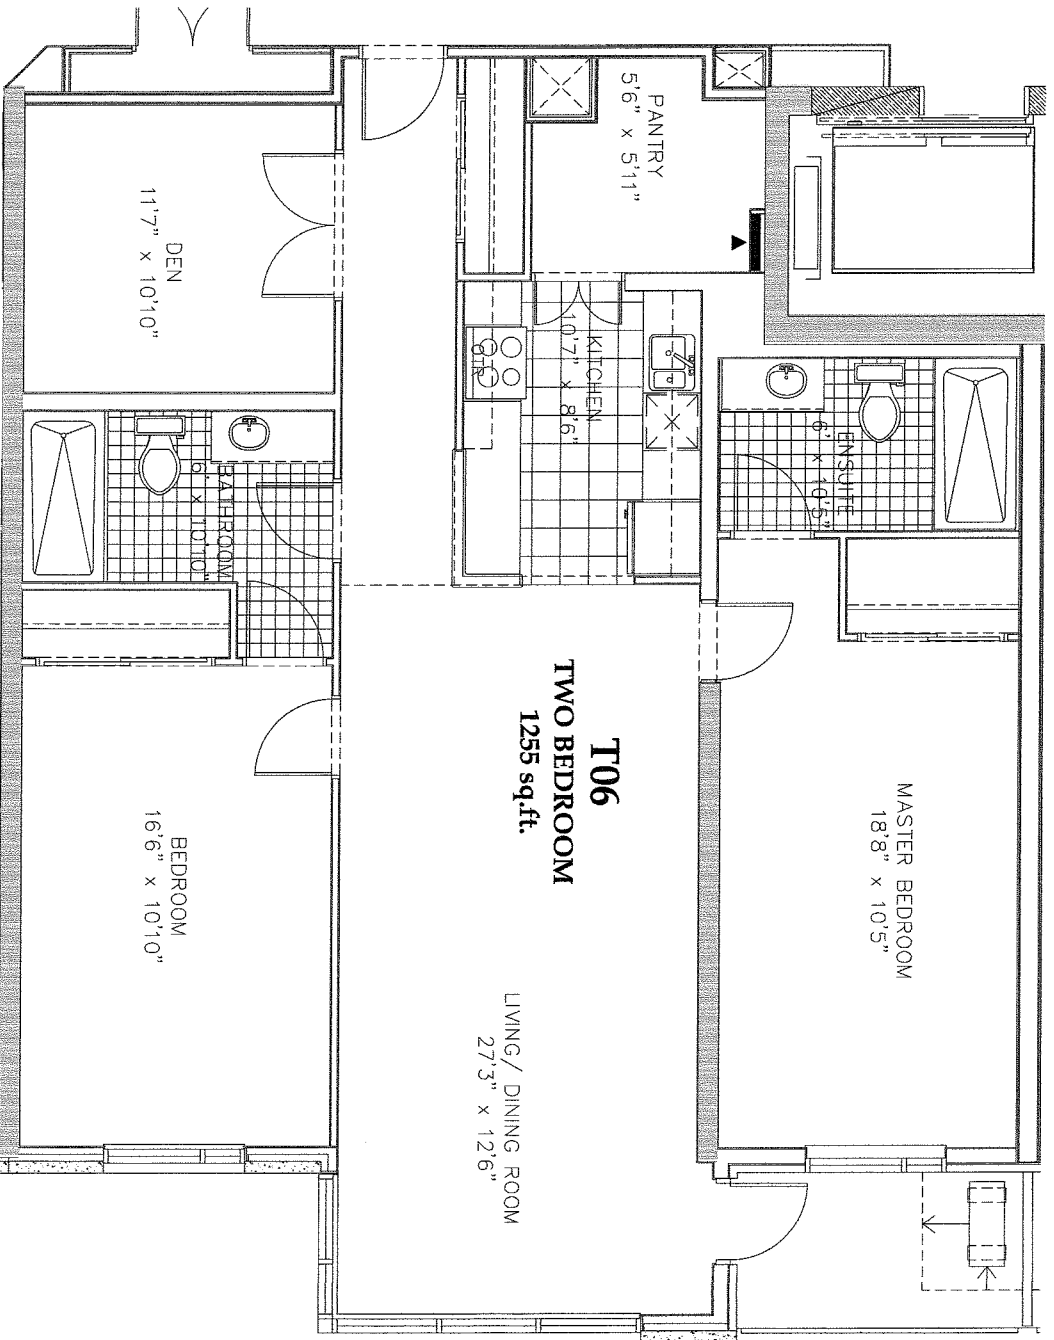 PANTRY
5'6" x 5'11"
DEN
11'7" x 10'10"
KITCHEN
10'7" x 8'6"
ENSUITE
6' x 10'5"
BATHROOM
6' x 10'10"
T06
TWO BEDROOM
1255 sq.ft.
MASTER BEDROOM
18'8" x 10'5"
BEDROOM
16'6" x 10'10"
LIVING/ DINING ROOM
27'3" x 12'6"